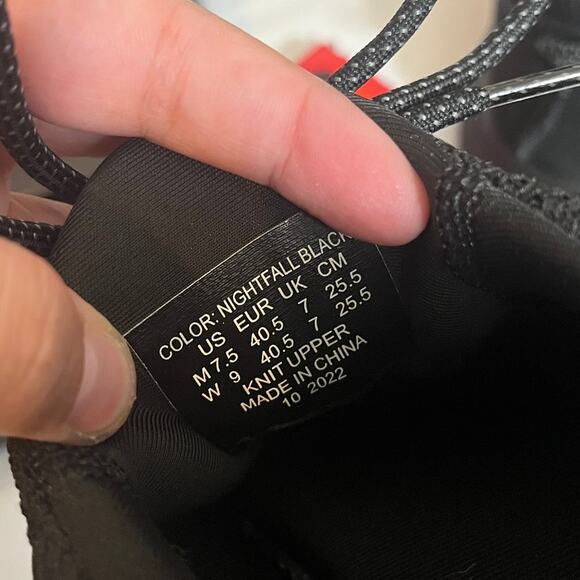 COLOR: NIGHTFALL BLACK
US EUR UK CM
M 7.5 40.5 7 25.5
W 9 40.5 7 25.5
KNIT UPPER
MADE IN CHINA
10 2022